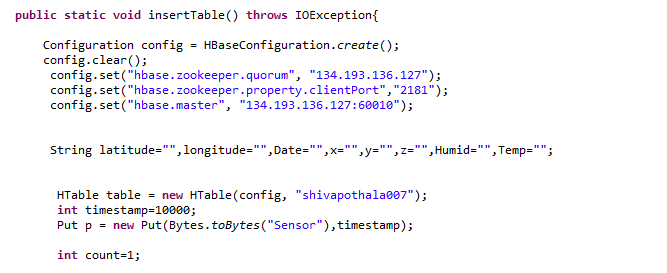 public static void insertTable() throws IOException{
Configuration config = HBaseConfiguration.create();
config.clear();
config.set("hbase.zookeeper.quorum", "134.193.136.127");
config.set("hbase.zookeeper.property.clientPort","2181");
config.set("hbase.master", "134.193.136.127:60010");
String latitude="",longitude="",Date="",x="",y="",z="",Humid="",Temp="";
HTable table = new HTable(config, "shivapothala007");
int timestamp=10000;
Put p = new Put(Bytes.toBytes("Sensor"),timestamp);
int count=1;